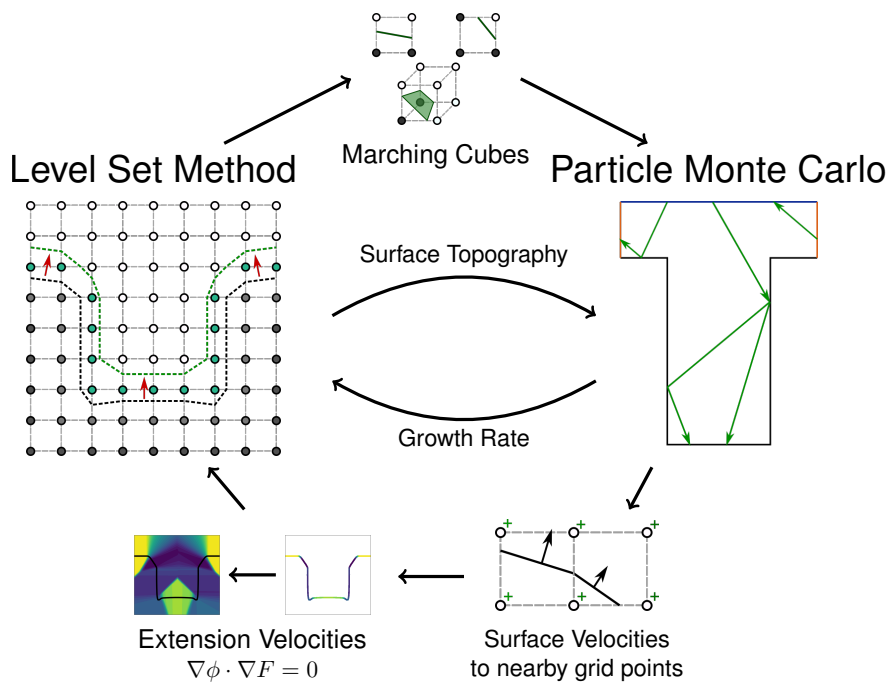 Marching Cubes
Level Set Method
Particle Monte Carlo
Surface Topography
Growth Rate
+ + +
+ + +
Extension Velocities
∇ϕ · ∇F = 0
Surface Velocities
to nearby grid points